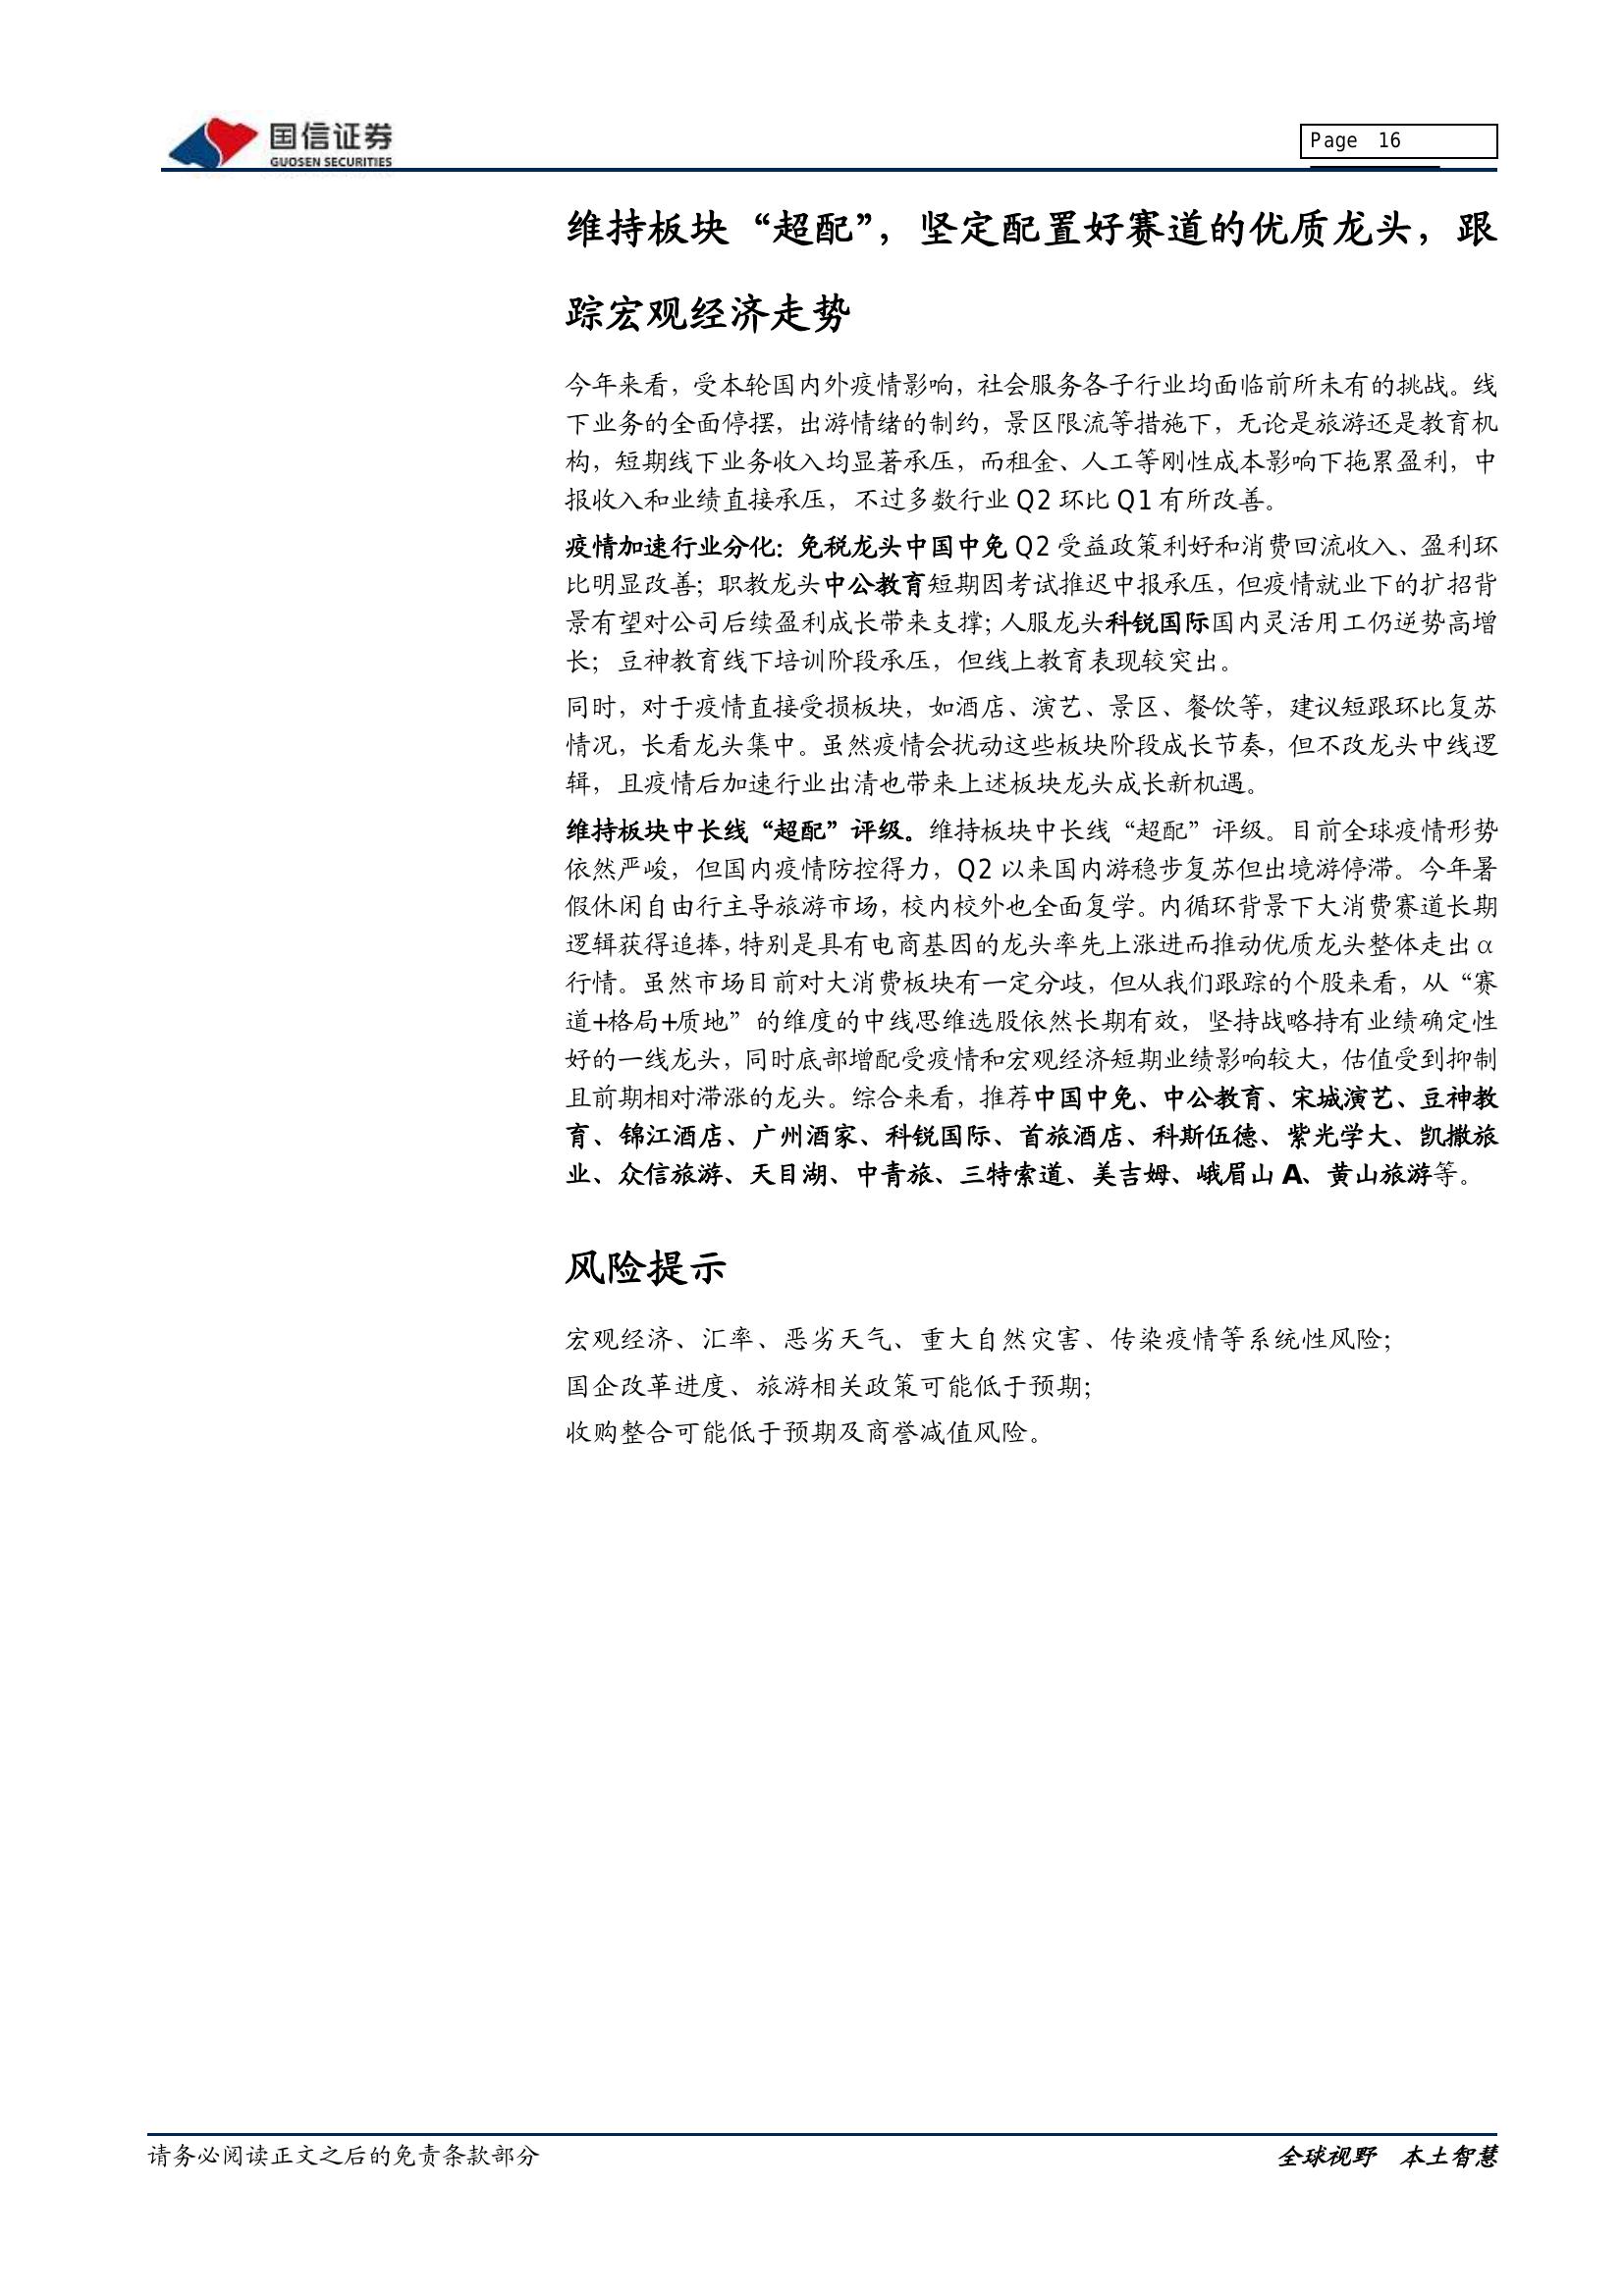 国信证券
GUOSEN SECURITIES
Page 16
维持板块“超配”，坚定配置好赛道的优质龙头，跟
踪宏观经济走势
今年来看，受本轮国内外疫情影响，社会服务各子行业均面临前所未有的挑战。线
下业务的全面停摆，出游情绪的制约，景区限流等措施下，无论是旅游还是教育机
构，短期线下业务收入均显著承压，而租金、人工等刚性成本影响下拖累盈利，中
报收入和业绩直接承压，不过多数行业 Q2 环比 Q1 有所改善。
疫情加速行业分化：免税龙头中国中免 Q2 受益政策利好和消费回流收入、盈利环
比明显改善；职教龙头中公教育短期因考试推迟中报承压，但疫情就业下的扩招背
景有望对公司后续盈利成长带来支撑；人服龙头科锐国际国内灵活用工仍逆势高增
长；豆神教育线下培训阶段承压，但线上教育表现较突出。
同时，对于疫情直接受损板块，如酒店、演艺、景区、餐饮等，建议短跟环比复苏
情况，长看龙头集中。虽然疫情会扰动这些板块阶段成长节奏，但不改龙头中线逻
辑，且疫情后加速行业出清也带来上述板块龙头成长新机遇。
维持板块中长线“超配”评级。维持板块中长线“超配”评级。目前全球疫情形势
依然严峻，但国内疫情防控得力，Q2 以来国内游稳步复苏但出境游停滞。今年暑
假休闲自由行主导旅游市场，校内校外也全面复学。内循环背景下大消费赛道长期
逻辑获得追捧，特别是具有电商基因的龙头率先上涨进而推动优质龙头整体走出 α
行情。虽然市场目前对大消费板块有一定分歧，但从我们跟踪的个股来看，从“赛
道+格局+质地”的维度的中线思维选股依然长期有效，坚持战略持有业绩确定性
好的一线龙头，同时底部增配受疫情和宏观经济短期业绩影响较大，估值受到抑制
且前期相对滞涨的龙头。综合来看，推荐中国中免、中公教育、宋城演艺、豆神教
育、锦江酒店、广州酒家、科锐国际、首旅酒店、科斯伍德、紫光学大、凯撒旅
业、众信旅游、天目湖、中青旅、三特索道、美吉姆、峨眉山 A、黄山旅游等。
风险提示
宏观经济、汇率、恶劣天气、重大自然灾害、传染疫情等系统性风险；
国企改革进度、旅游相关政策可能低于预期；
收购整合可能低于预期及商誉减值风险。
请务必阅读正文之后的免责条款部分
全球视野 本土智慧